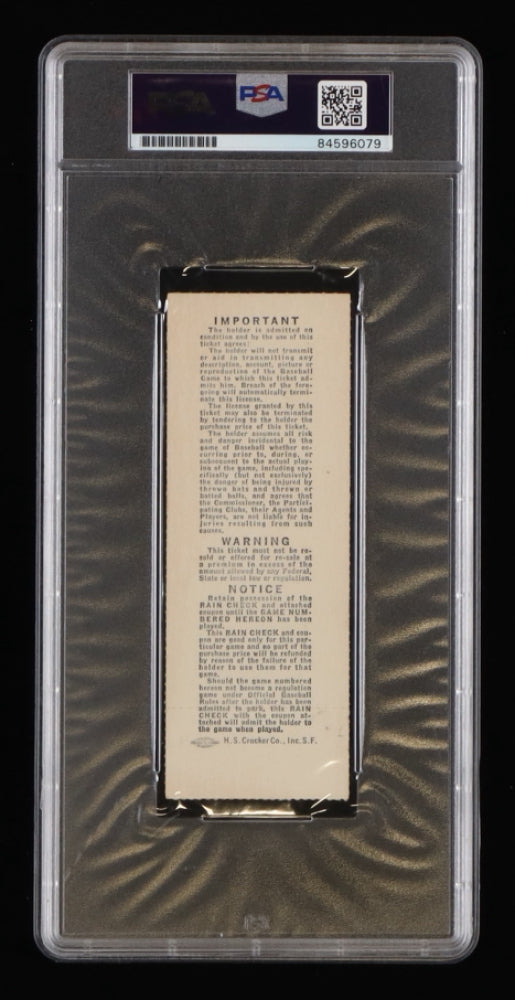 PSA
84596079
IMPORTANT
The holder is admitted on
condition and by the use of this
ticket agrees:
The holder will not transmit
or aid in transmitting any
description, account, picture or
reproduction of the Baseball
Game to which this ticket ad-
mits him. Breach of the fore-
going will automatically termi-
nate this license.
The license granted by this
ticket may also be terminated
by tendering to the holder the
purchase price of this ticket.
The holder assumes all risk
and danger incidental to the
game of Baseball whether oc-
curring prior to, during, or
subsequent to the actual play-
ing of the game, including spe-
cifically (but not exclusively)
the danger of being injured by
thrown bats and thrown or
batted balls, and agrees that
the Commissioner, the Partici-
pating Clubs, their Agents and
Players, are not liable for in-
juries resulting from such
causes.
WARNING
This ticket must not be re-
sold or offered for re-sale at
a premium in excess of the
amount allowed by any Federal,
State or local law or regulation.
NOTICE
Retain possession of the
RAIN CHECK and attached
coupon until the GAME NUM-
BERED HEREON has been
played.
This RAIN CHECK and cou-
pon are good only for this par-
ticular game and no part of the
purchase price will be refunded
by reason of the failure of the
holder to use them for that
game.
Should the game numbered
hereon not become a regulation
game under Official Baseball
Rules after the holder has been
admitted to park, this RAIN
CHECK with the coupon at-
tached will admit the holder to
the game when played.
H.S. Crocker Co., Inc. S.F.